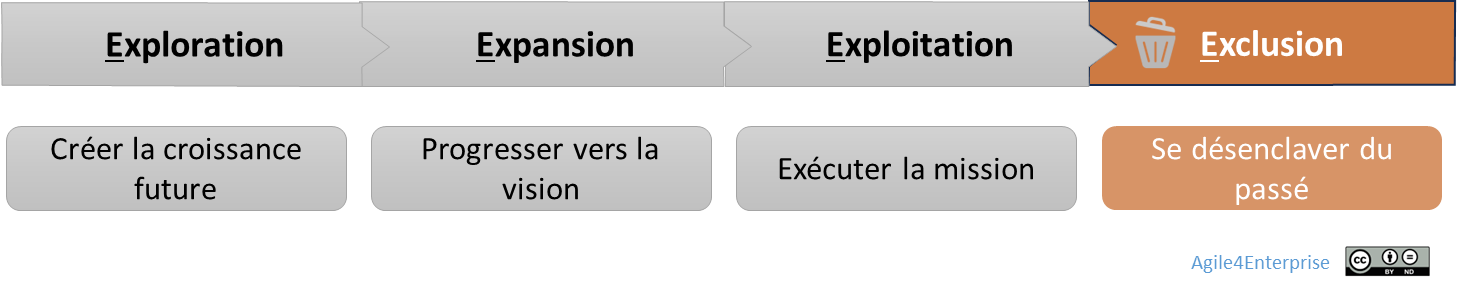 Exploration
Expansion
Exploitation
Exclusion
Créer la croissance
future
Progresser vers la
vision
Exécuter la mission
Se désenclaver du
passé
Agile4Enterprise
cc
BY ND